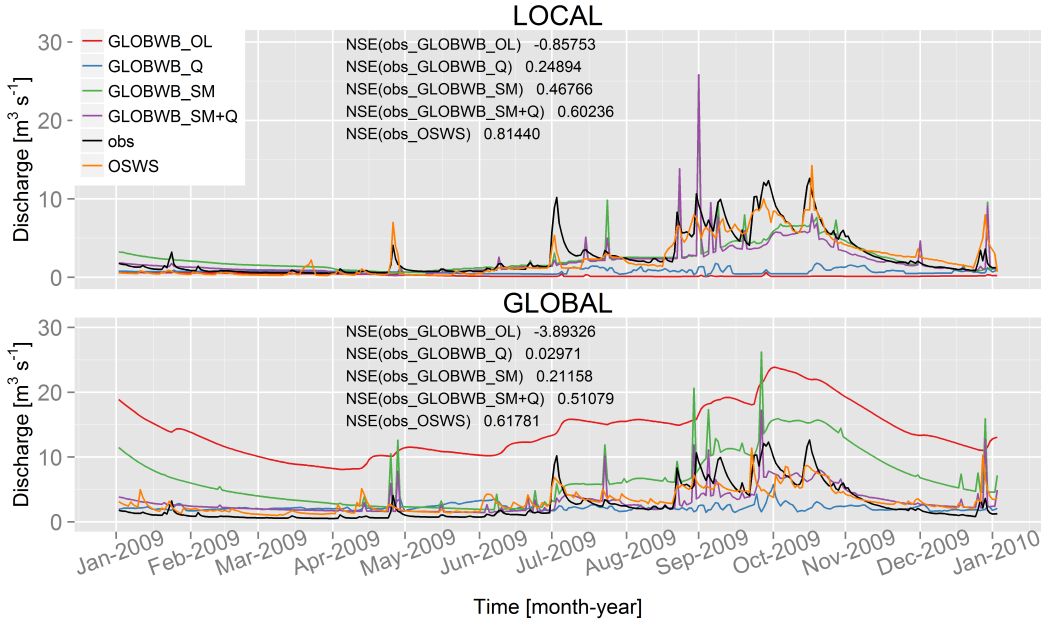 LOCAL
GLOBWB_OL
GLOBWB_Q
GLOBWB_SM
GLOBWB_SM+Q
obs
OSWS
NSE(obs_GLOBWB_OL) -0.85753
NSE(obs_GLOBWB_Q) 0.24894
NSE(obs_GLOBWB_SM) 0.46766
NSE(obs_GLOBWB_SM+Q) 0.60236
NSE(obs_OSWS) 0.81440
Discharge [m³ s⁻¹]
30
20
10
0
GLOBAL
NSE(obs_GLOBWB_OL) -3.89326
NSE(obs_GLOBWB_Q) 0.02971
NSE(obs_GLOBWB_SM) 0.21158
NSE(obs_GLOBWB_SM+Q) 0.51079
NSE(obs_OSWS) 0.61781
Discharge [m³ s⁻¹]
30
20
10
0
Jan-2009
Feb-2009
Mar-2009
Apr-2009
May-2009
Jun-2009
Jul-2009
Aug-2009
Sep-2009
Oct-2009
Nov-2009
Dec-2009
Jan-2010
Time [month-year]